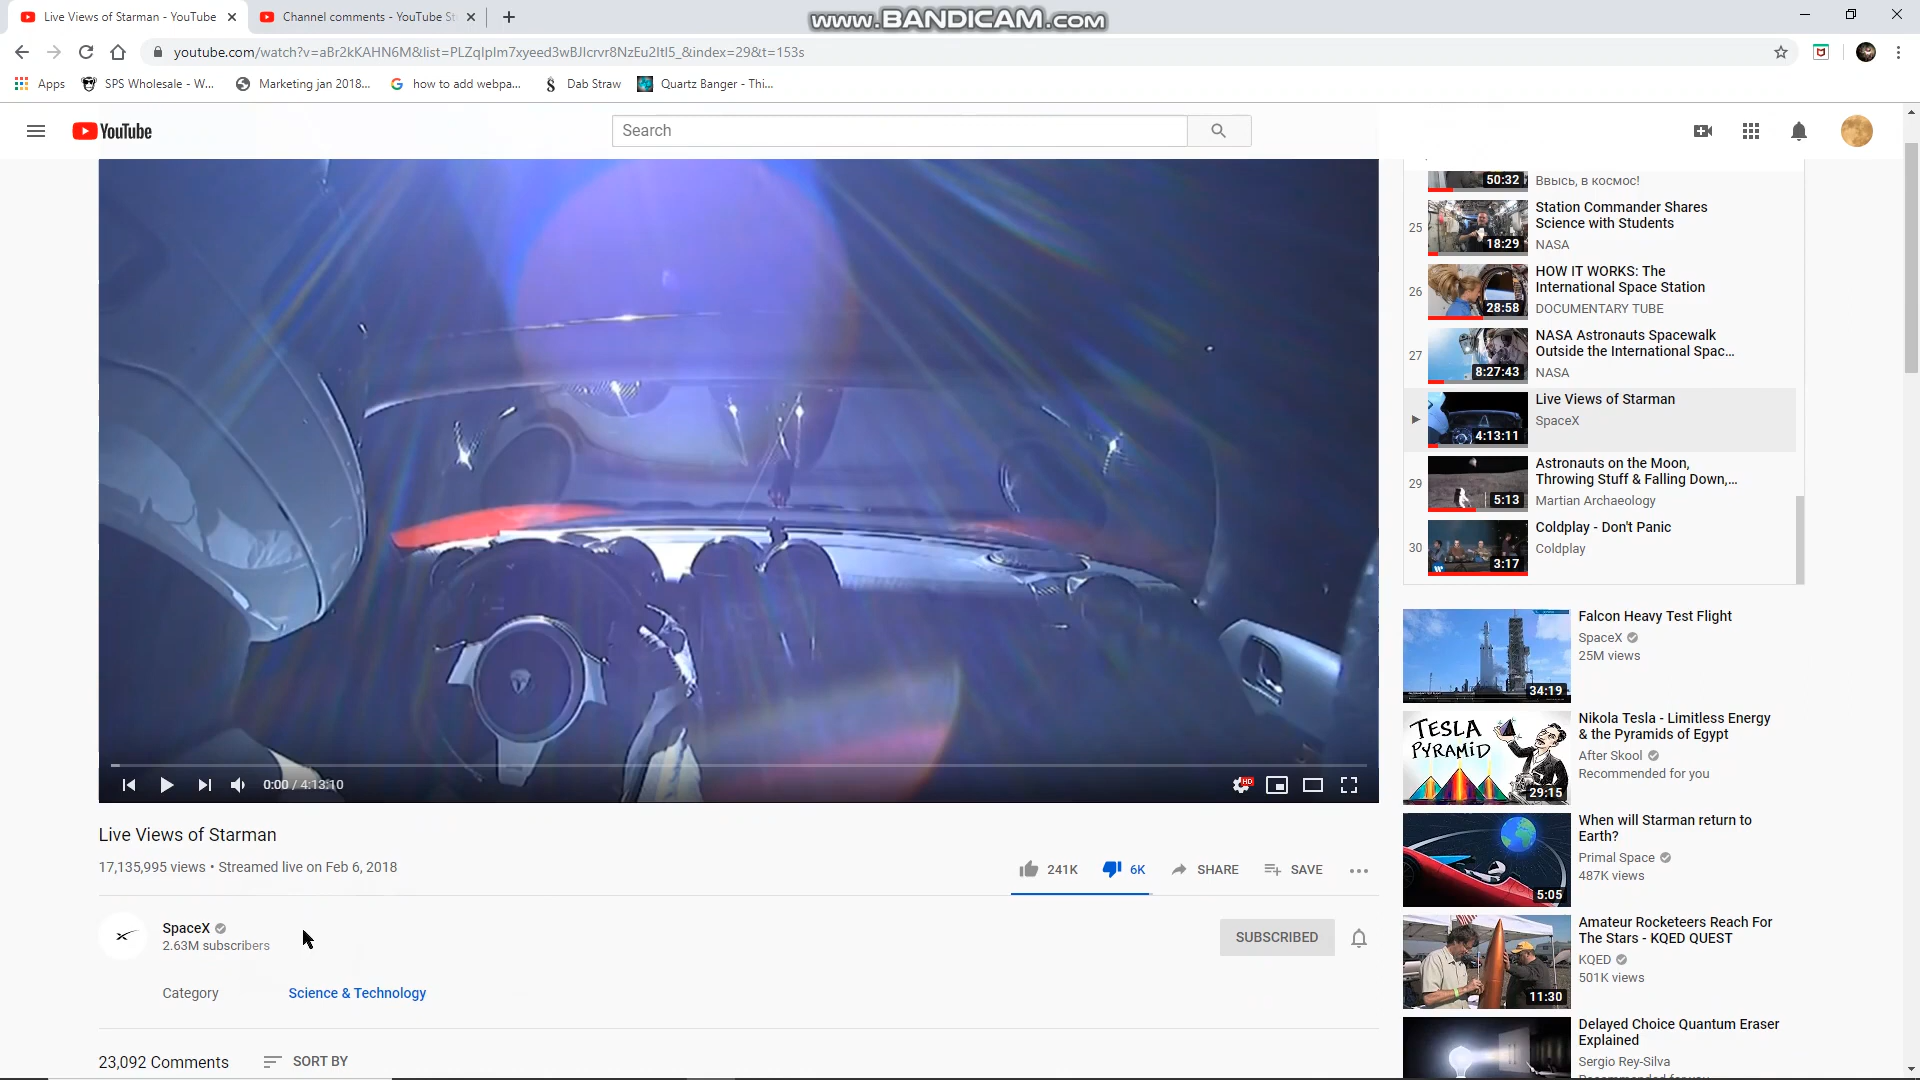 Live Views of Starman - YouTube
Channel comments - YouTube St
www.BANDICAM.com
youtube.com/watch?v=aBr2kKAHN6M&list=PLZqIplm7xyeed3wBJlcrvr8NzEu2ItI5_&index=29&t=153s
Apps
SPS Wholesale - W...
Marketing jan 2018...
how to add webpa...
Dab Straw
Quartz Banger - Thi...
YouTube
Search
50:32
Ввысь, в космос!
25
18:29
Station Commander Shares
Science with Students
NASA
26
28:58
HOW IT WORKS: The
International Space Station
DOCUMENTARY TUBE
27
8:27:43
NASA Astronauts Spacewalk
Outside the International Spac...
NASA
4:13:11
Live Views of Starman
SpaceX
29
5:13
Astronauts on the Moon,
Throwing Stuff & Falling Down,...
Martian Archaeology
30
3:17
Coldplay - Don't Panic
Coldplay
0:00 / 4:13:10
HD
Live Views of Starman
17,135,995 views • Streamed live on Feb 6, 2018
241K
6K
SHARE
SAVE
SpaceX
2.63M subscribers
SUBSCRIBED
Category
Science & Technology
23,092 Comments
SORT BY
34:19
Falcon Heavy Test Flight
SpaceX
25M views
TESLA
PYRAMID
29:15
Nikola Tesla - Limitless Energy
& the Pyramids of Egypt
After Skool
Recommended for you
5:05
When will Starman return to
Earth?
Primal Space
487K views
11:30
Amateur Rocketeers Reach For
The Stars - KQED QUEST
KQED
501K views
Delayed Choice Quantum Eraser
Explained
Sergio Rey-Silva
Recommended for you